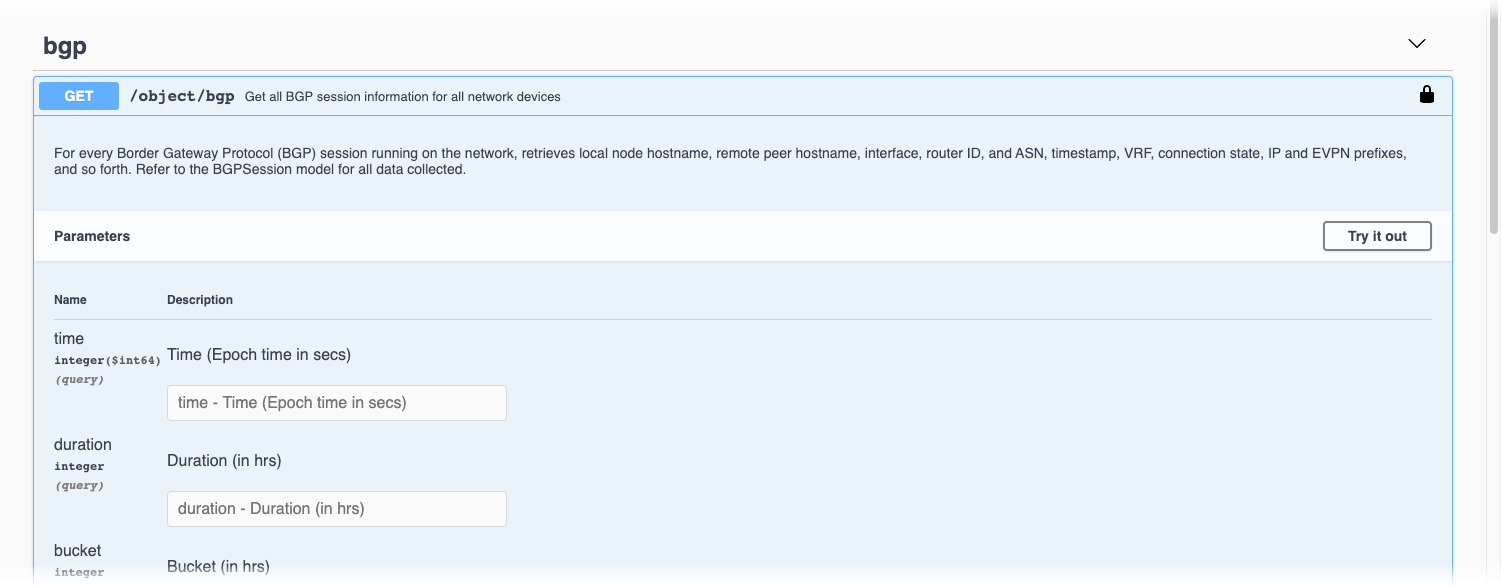 bgp
GET /object/bgp Get all BGP session information for all network devices
For every Border Gateway Protocol (BGP) session running on the network, retrieves local node hostname, remote peer hostname, interface, router ID, and ASN, timestamp, VRF, connection state, IP and EVPN prefixes,
and so forth. Refer to the BGPSession model for all data collected.
Parameters Try it out
Name Description
time
integer($int64)
(query)
Time (Epoch time in secs)
time - Time (Epoch time in secs)
duration
integer
(query)
Duration (in hrs)
duration - Duration (in hrs)
bucket
integer
Bucket (in hrs)